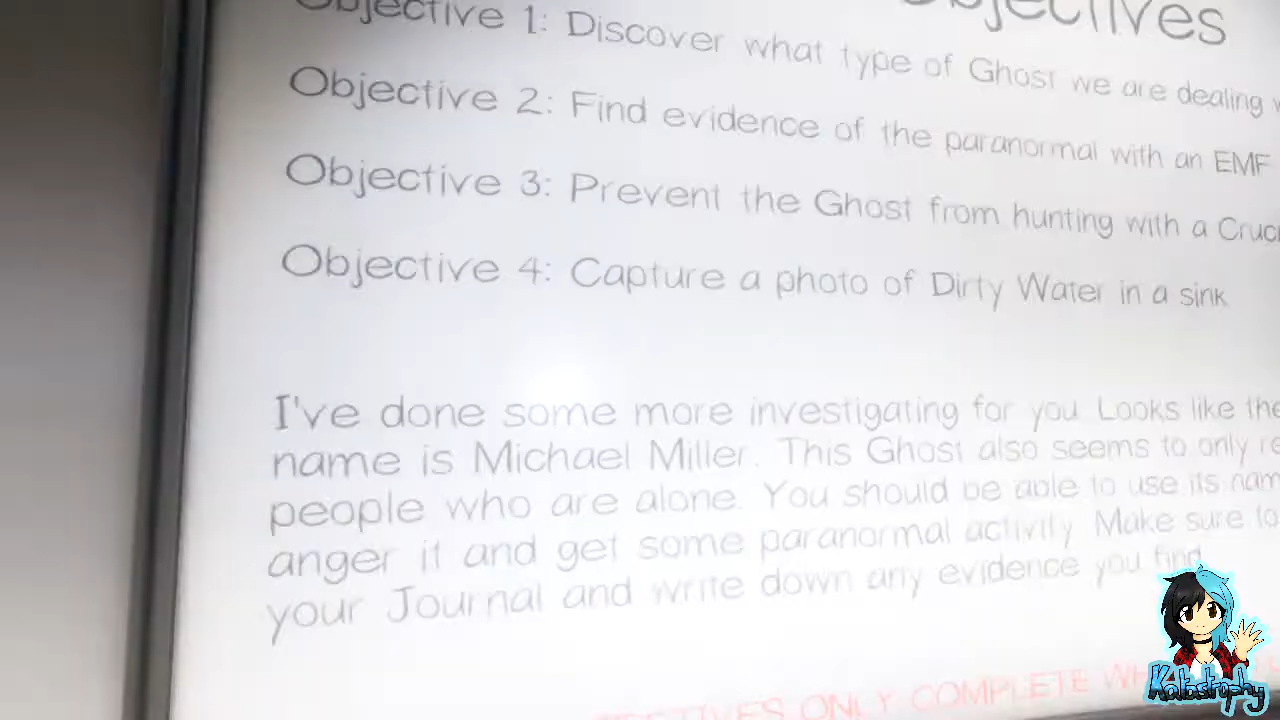 Objectives
Objective 1: Discover what type of Ghost we are dealing
Objective 2: Find evidence of the paranormal with an EMF
Objective 3: Prevent the Ghost from hunting with a
Objective 4: Capture a photo of Dirty Water in a sink
I've done some more investigating for you. Looks like the
name is Michael Miller. This Ghost also seems to only
people who are alone. You should be able to use its
anger it and get some paranormal activity. Make sure to
your Journal and write down any evidence you find
ONLY COMPLETE
Katastrophy